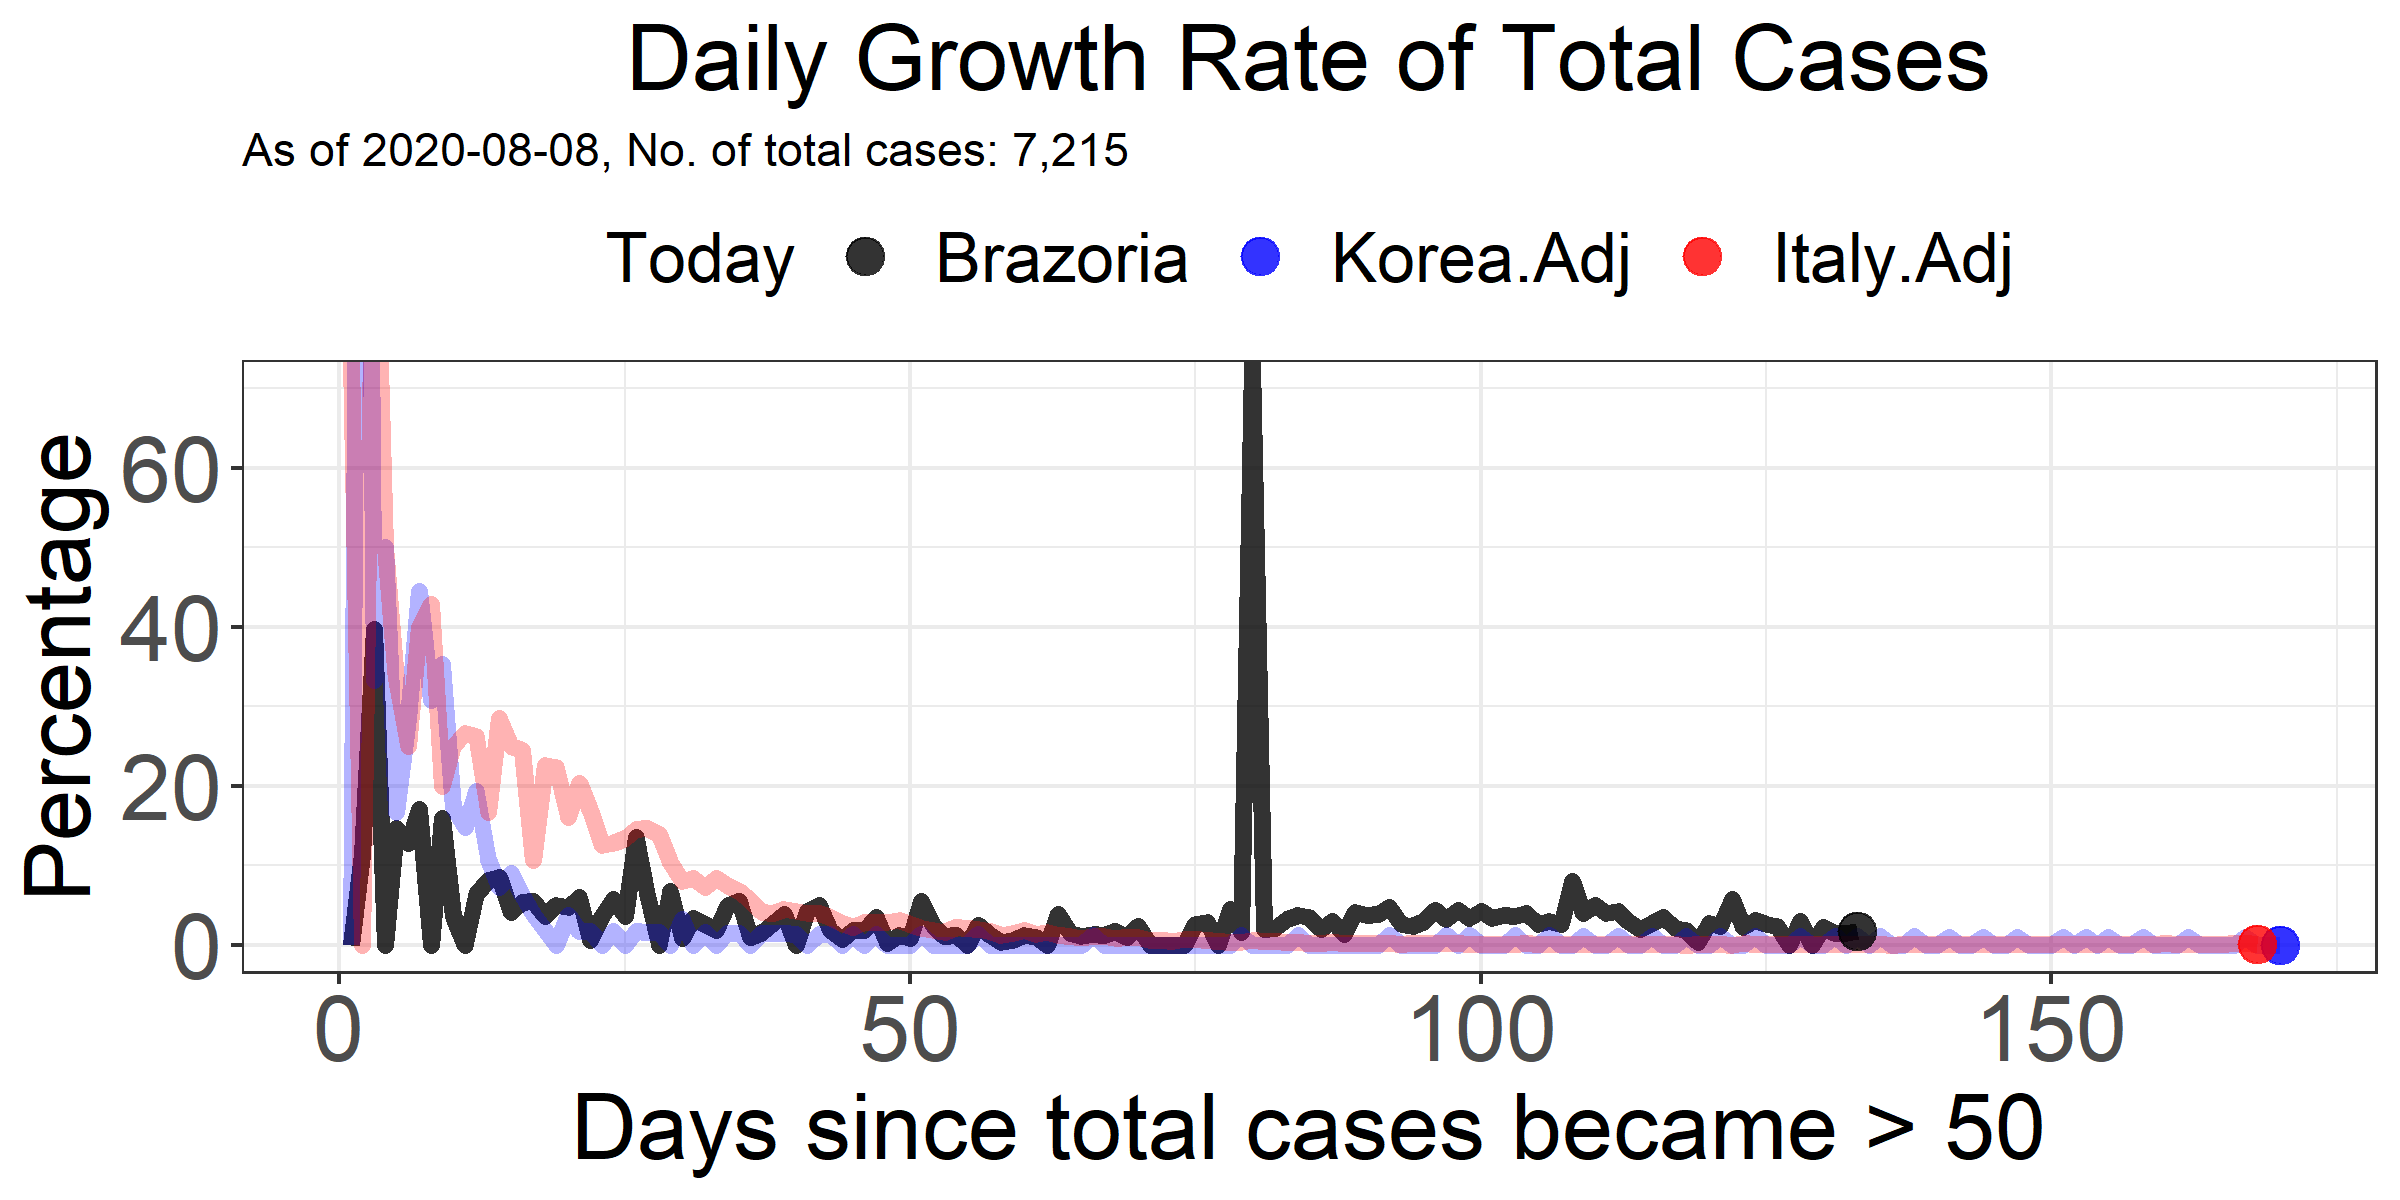 Daily Growth Rate of Total Cases
As of 2020-08-08, No. of total cases: 7,215
Today Brazoria Korea.Adj Italy.Adj
Percentage
60
40
20
0
0 50 100 150
Days since total cases became > 50